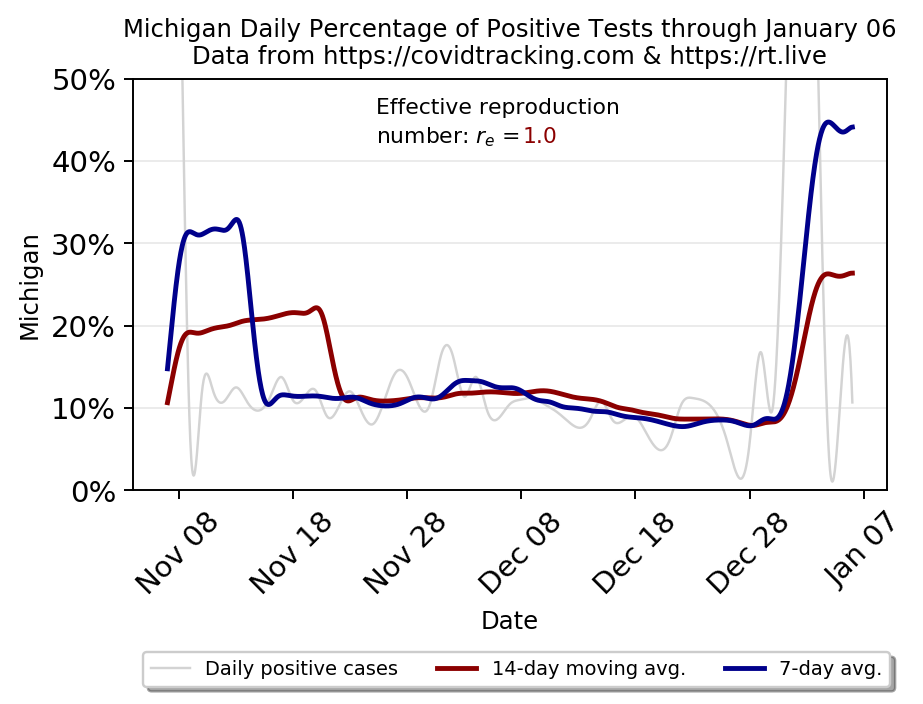 Michigan Daily Percentage of Positive Tests through January 06
Data from https://covidtracking.com & https://rt.live
Effective reproduction
number: r_e = 1.0
50%
40%
30%
20%
10%
0%
Michigan
Nov 08
Nov 18
Nov 28
Dec 08
Dec 18
Dec 28
Jan 07
Date
Daily positive cases
14-day moving avg.
7-day avg.